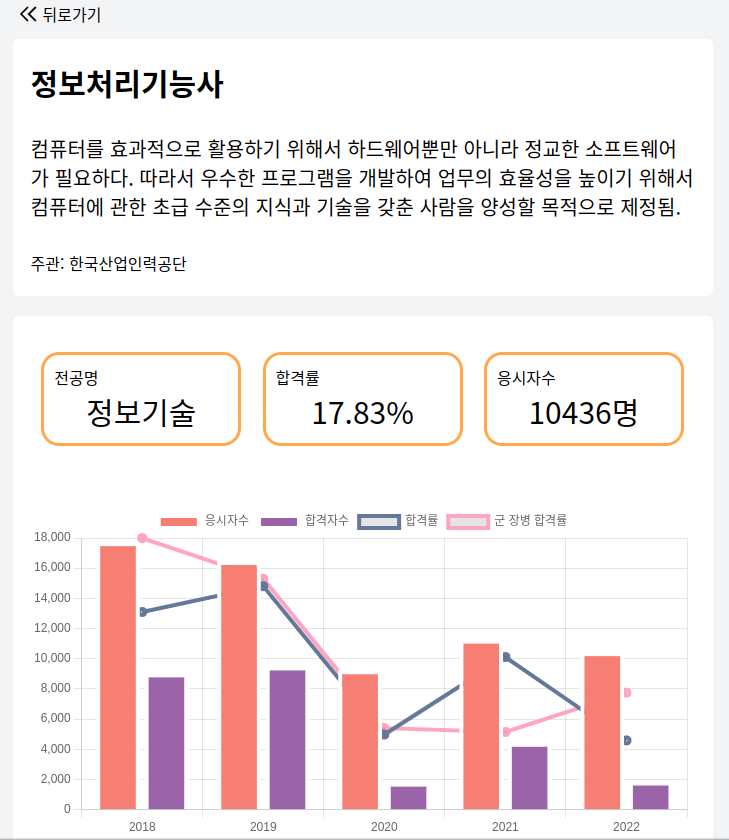 뒤로가기
정보처리기능사
컴퓨터를 효과적으로 활용하기 위해서 하드웨어뿐만 아니라 정교한 소프트웨어
가 필요하다. 따라서 우수한 프로그램을 개발하여 업무의 효율성을 높이기 위해서
컴퓨터에 관한 초급 수준의 지식과 기술을 갖춘 사람을 양성할 목적으로 제정됨.
주관: 한국산업인력공단
전공명
정보기술
합격률
17.83%
응시자수
10436명
응시자수 합격자수 합격률 군 장병 합격률
18,000
16,000
14,000
12,000
10,000
8,000
6,000
4,000
2,000
0
2018 2019 2020 2021 2022